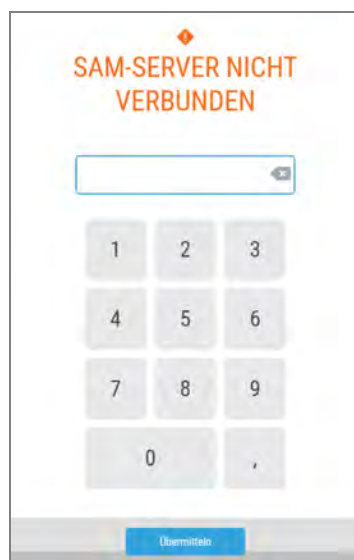 SAM-SERVER NICHT
VERBUNDEN
1 2 3
4 5 6
7 8 9
0 ,
Übermitteln